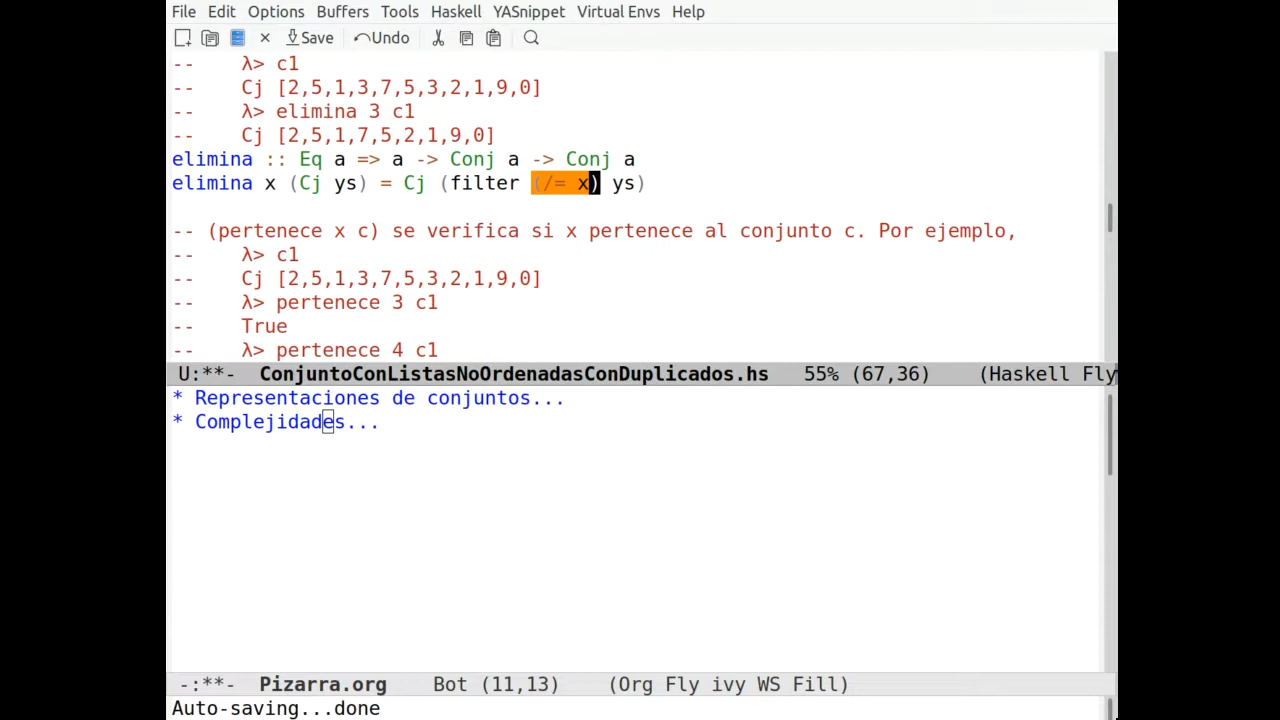 File Edit Options Buffers Tools Haskell YASnippet Virtual Envs Help
Save Undo
-- λ> c1
-- Cj [2,5,1,3,7,5,3,2,1,9,0]
-- λ> elimina 3 c1
-- Cj [2,5,1,7,5,2,1,9,0]
elimina :: Eq a => a -> Conj a -> Conj a
elimina x (Cj ys) = Cj (filter (/= x) ys)
-- (pertenece x c) se verifica si x pertenece al conjunto c. Por ejemplo,
-- λ> c1
-- Cj [2,5,1,3,7,5,3,2,1,9,0]
-- λ> pertenece 3 c1
-- True
-- λ> pertenece 4 c1
U:**- ConjuntoConListasNoOrdenadasConDuplicados.hs 55% (67,36) (Haskell Fly
* Representaciones de conjuntos...
* Complejidades...
-:**- Pizarra.org Bot (11,13) (Org Fly ivy WS Fill)
Auto-saving...done